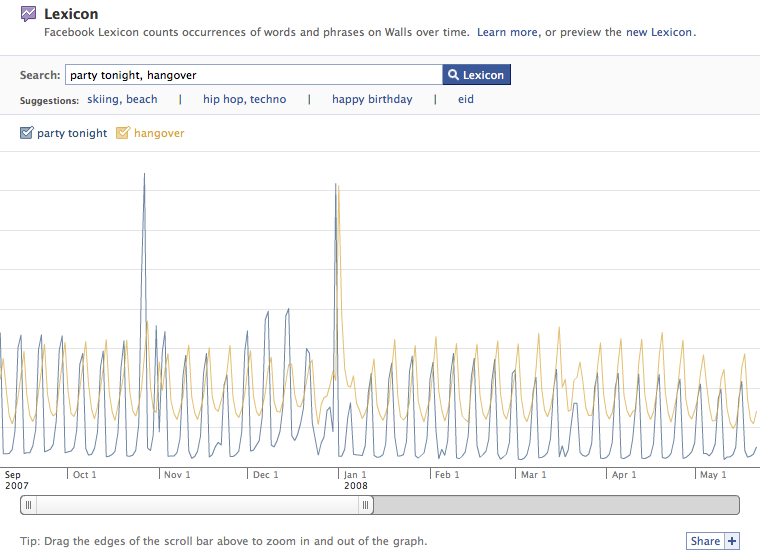 Lexicon
Facebook Lexicon counts occurrences of words and phrases on Walls over time. Learn more, or preview the new Lexicon.
Search: party tonight, hangover Lexicon
Suggestions: skiing, beach | hip hop, techno | happy birthday | eid
party tonight hangover
Sep Oct 1 Nov 1 Dec 1 Jan 1 Feb 1 Mar 1 Apr 1 May 1
2007 2008
Tip: Drag the edges of the scroll bar above to zoom in and out of the graph. Share +